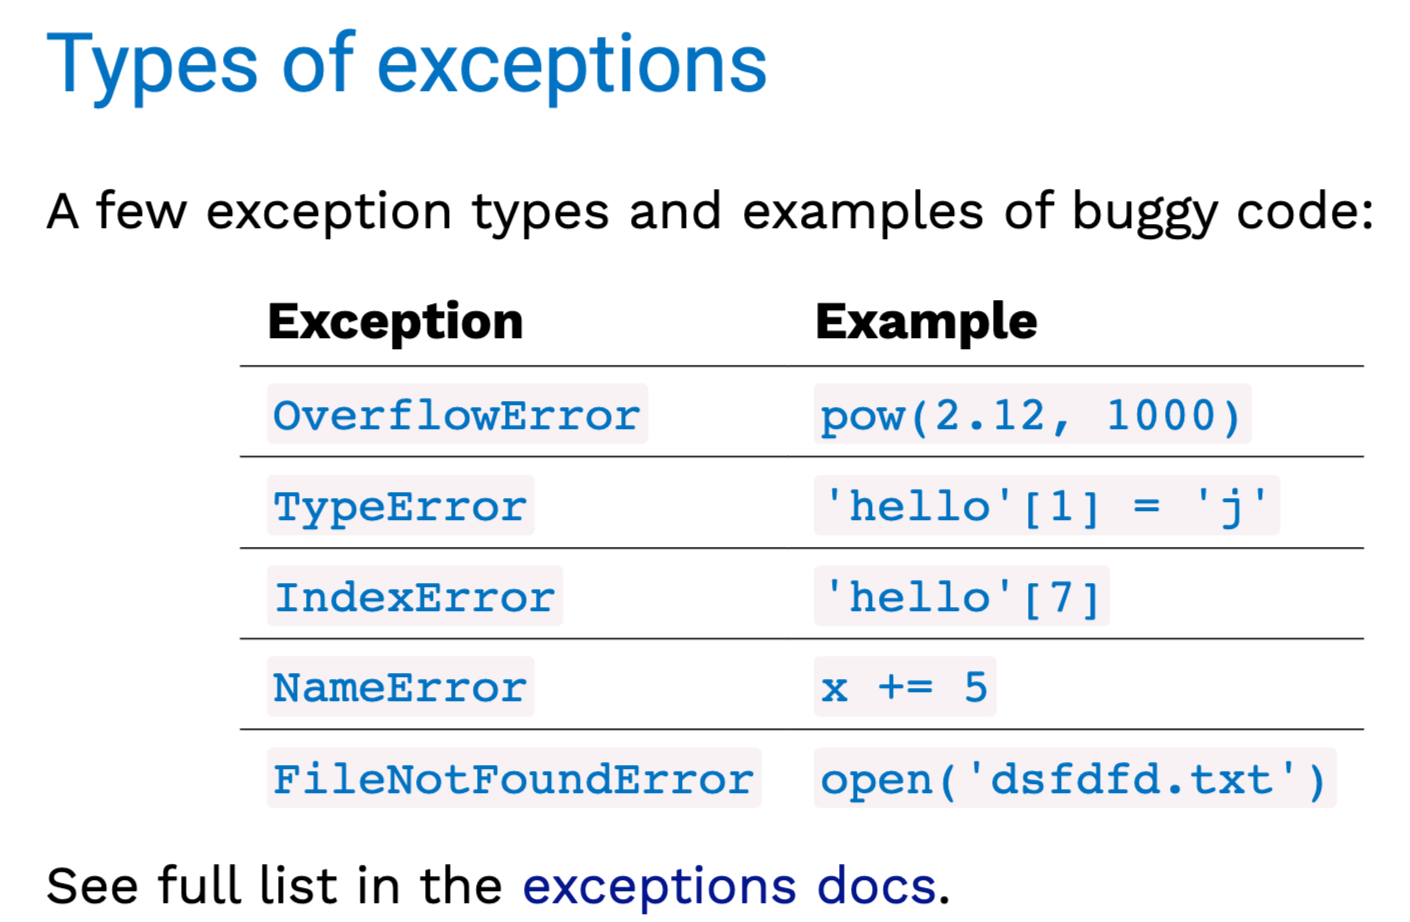 Types of exceptions
A few exception types and examples of buggy code:
Exception Example
OverflowError pow(2.12, 1000)
TypeError 'hello'[1] = 'j'
IndexError 'hello'[7]
NameError x += 5
FileNotFoundError open('dsfdfd.txt')
See full list in the exceptions docs.